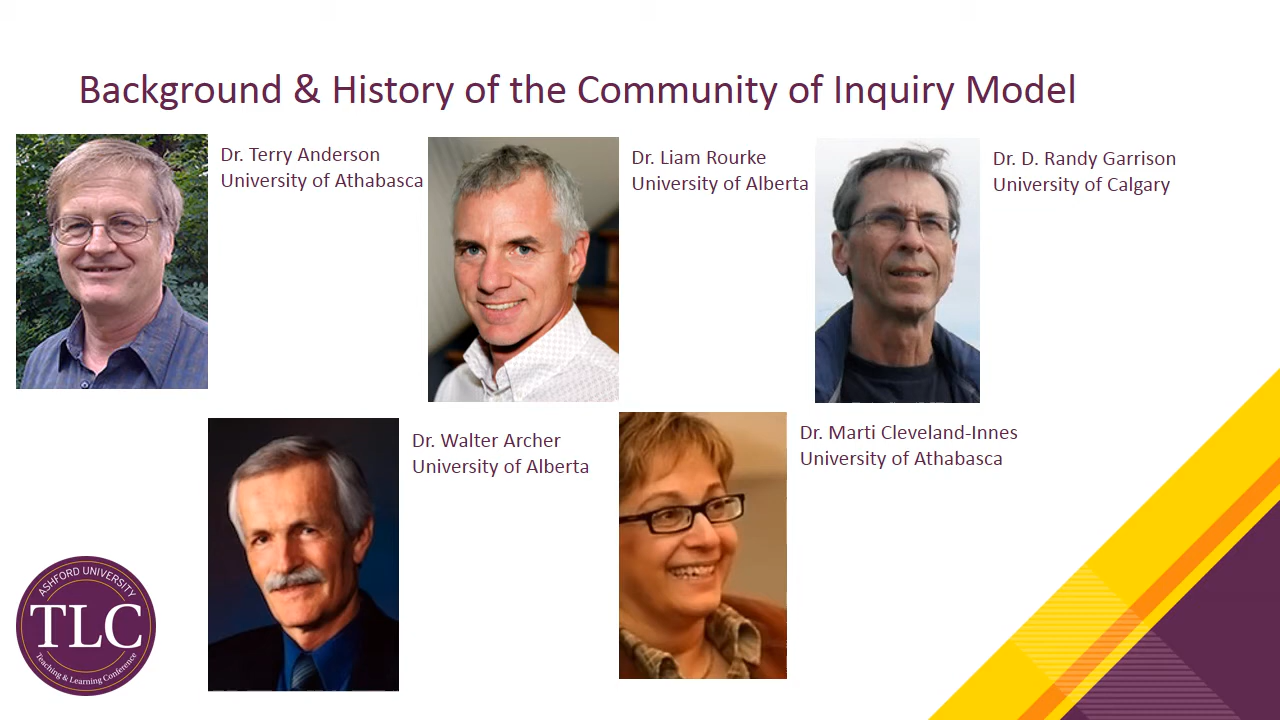 Background & History of the Community of Inquiry Model
Dr. Terry Anderson
University of Athabasca
Dr. Liam Rourke
University of Alberta
Dr. D. Randy Garrison
University of Calgary
Dr. Walter Archer
University of Alberta
Dr. Marti Cleveland-Innes
University of Athabasca
ASHFORD UNIVERSITY
TLC
Teaching & Learning Conference